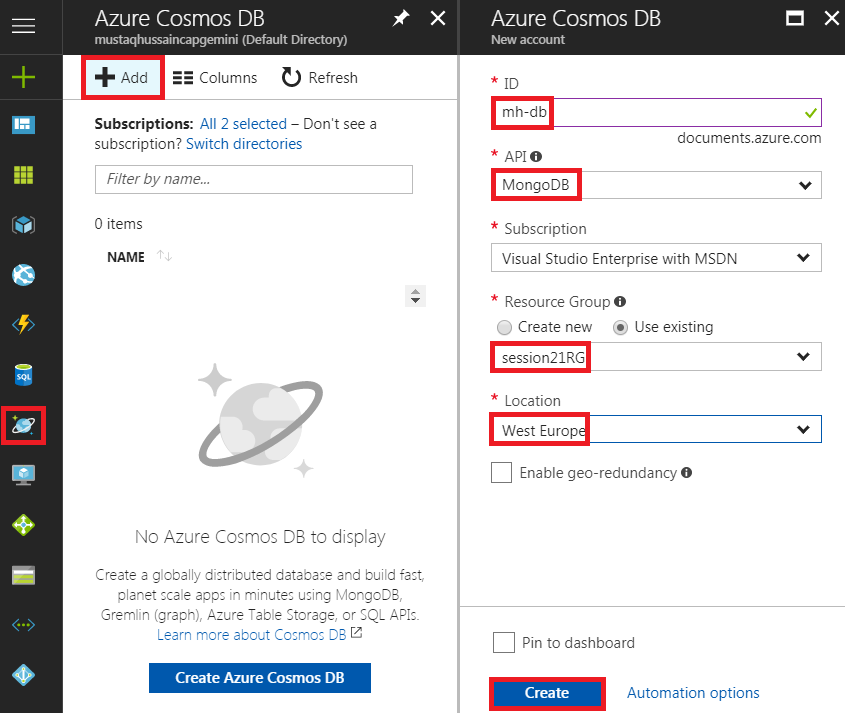 Azure Cosmos DB
mustaqhussaincapgemini (Default Directory)
Add
Columns
Refresh
Subscriptions: All 2 selected – Don't see a
subscription? Switch directories
Filter by name...
0 items
NAME
No Azure Cosmos DB to display
Create a globally distributed database and build fast,
planet scale apps in minutes using MongoDB,
Gremlin (graph), Azure Table Storage, or SQL APIs.
Learn more about Cosmos DB
Create Azure Cosmos DB
SQL
Azure Cosmos DB
New account
* ID
mh-db
documents.azure.com
* API
MongoDB
* Subscription
Visual Studio Enterprise with MSDN
* Resource Group
Create new
Use existing
session21RG
* Location
West Europe
Enable geo-redundancy
Pin to dashboard
Create
Automation options